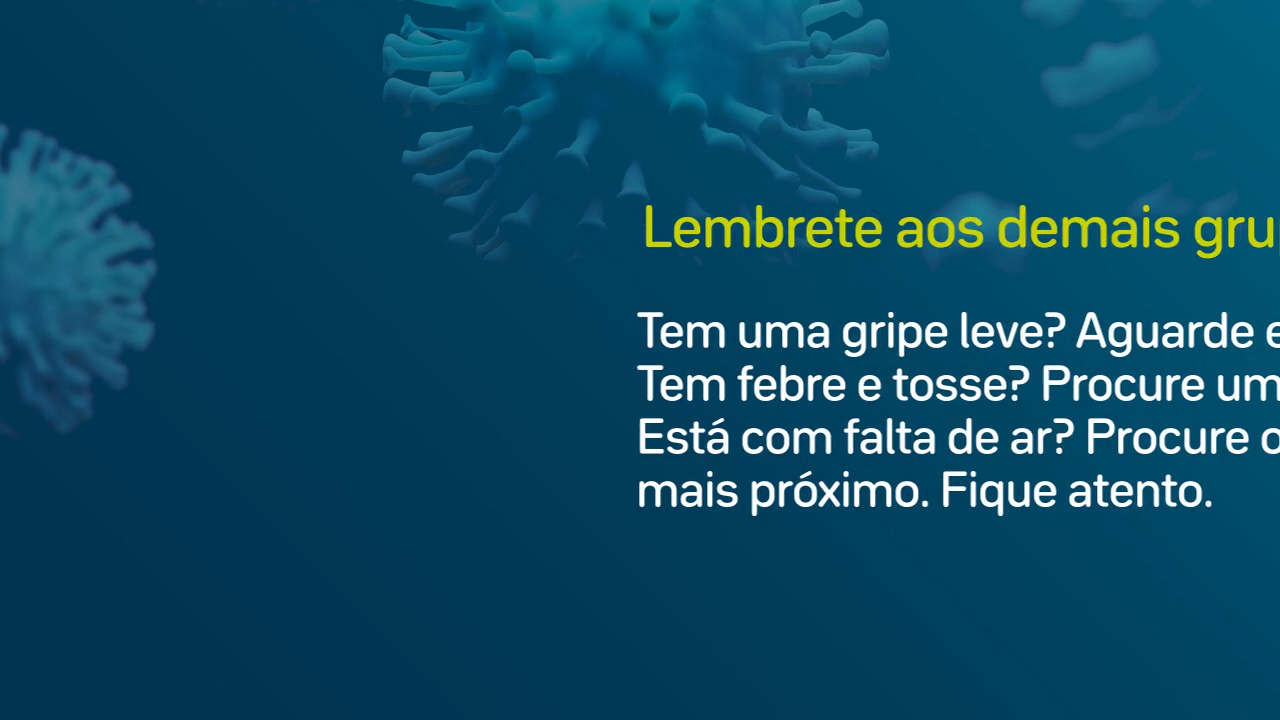 Lembrete aos demais
Tem uma gripe leve? Aguarde
Tem febre e tosse? Procure um
Está com falta de ar? Procure
mais próximo. Fique atento.